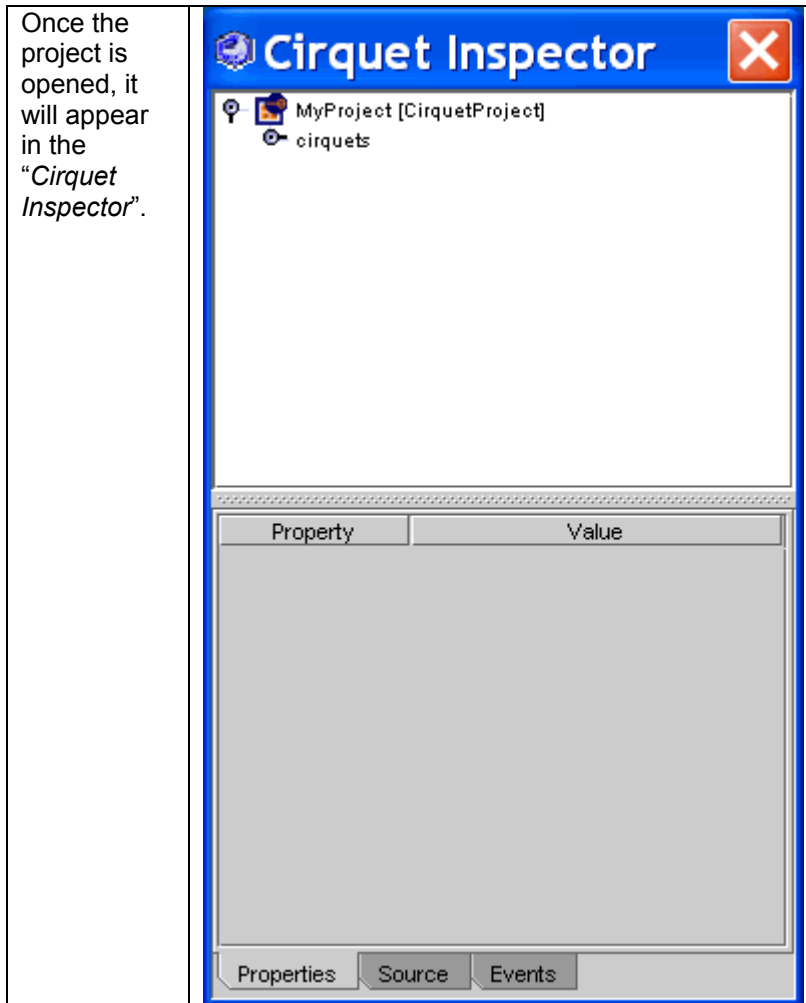 Once the
project is
opened, it
will appear
in the
“Cirquet
Inspector”.
Cirquet Inspector
MyProject [CirquetProject]
cirquets
Property Value
Properties Source Events